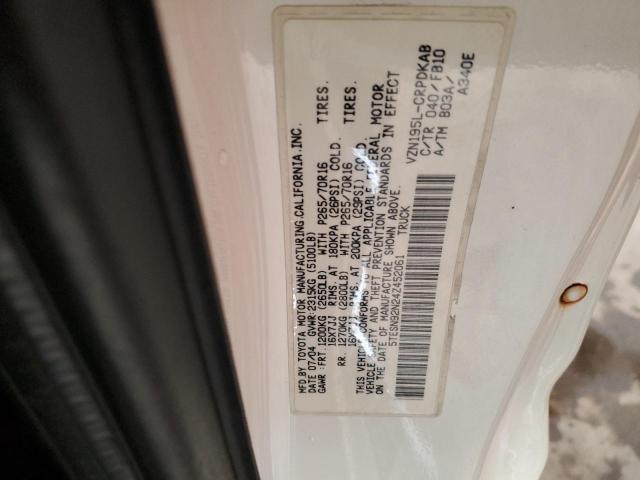 MFD.BY TOYOTA MOTOR MANUFACTURING.CALIFORNIA.INC.
DATE 07/04 GVWR:2315KG (5100LB)
GAWR :FRT.1200KG (2650LB) WITH P265/70R16 TIRES.
16X7JJ RIMS. AT 180KPA (26PSI) COLD.
RR. 1270KG (2800LB) WITH P265/70R16 TIRES.
16X7JJ RIMS. AT 200KPA (29PSI) COLD.
THIS VEHICLE CONFORMS TO ALL APPLICABLE FEDERAL MOTOR
VEHICLE SAFETY AND THEFT PREVENTION STANDARDS IN EFFECT
ON THE DATE OF MANUFACTURE SHOWN ABOVE.
5TESN92N24Z452061 TRUCK
VZN195L-CRPDKAB
C/TR 040/FB10
A/TM B03A/
A340E